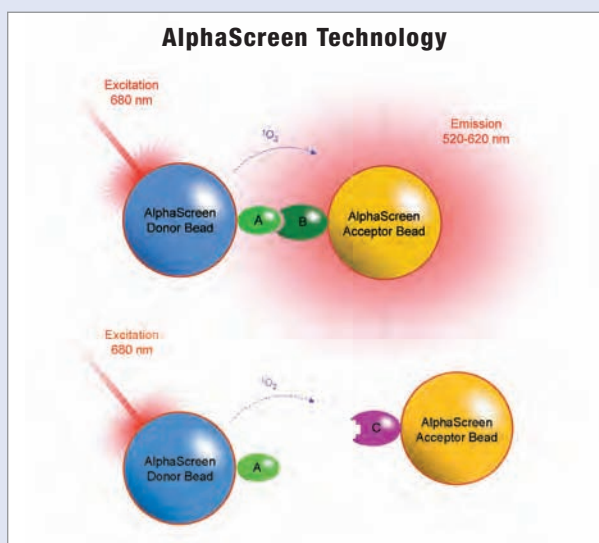 AlphaScreen Technology
Excitation
680 nm
¹O₂
Emission
520-620 nm
AlphaScreen
Donor Bead
A
B
AlphaScreen
Acceptor Bead
Excitation
680 nm
¹O₂
AlphaScreen
Donor Bead
A
C
AlphaScreen
Acceptor Bead